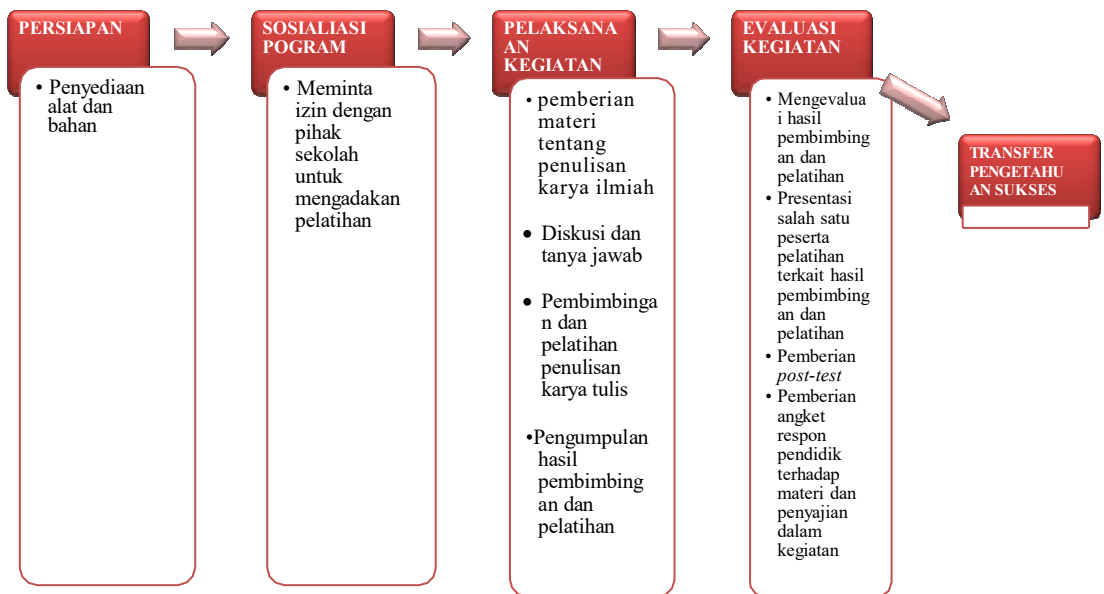 PERSIAPAN
• Penyediaan
alat dan
bahan
SOSIALIASI
POGRAM
• Meminta
izin dengan
pihak
sekolah
untuk
mengadakan
pelatihan
PELAKSANA
AN
KEGIATAN
• pemberian
materi
tentang
penulisan
karya ilmiah
• Diskusi dan
tanya jawab
• Pembimbinga
n dan
pelatihan
penulisan
karya tulis
•Pengumpulan
hasil
pembimbing
an dan
pelatihan
EVALUASI
KEGIATAN
• Mengevalua
i hasil
pembimbing
an dan
pelatihan
• Presentasi
salah satu
peserta
pelatihan
terkait hasil
pembimbing
an dan
pelatihan
• Pemberian
post-test
• Pemberian
angket
respon
pendidik
terhadap
materi dan
penyajian
dalam
kegiatan
TRANSFER
PENGETAHU
AN SUKSES